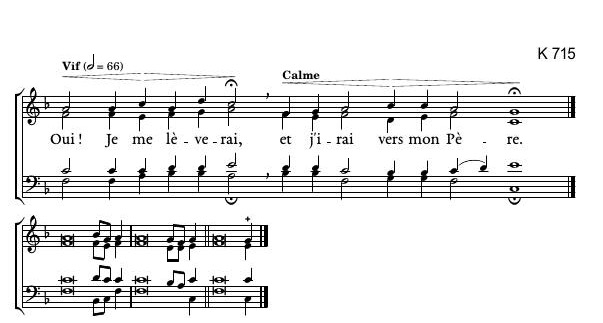 K 715
Vif (𝅗𝅥 = 66)
Calme
Oui ! Je me lè - ve - rai, et j'i - rai vers mon Pè - re.